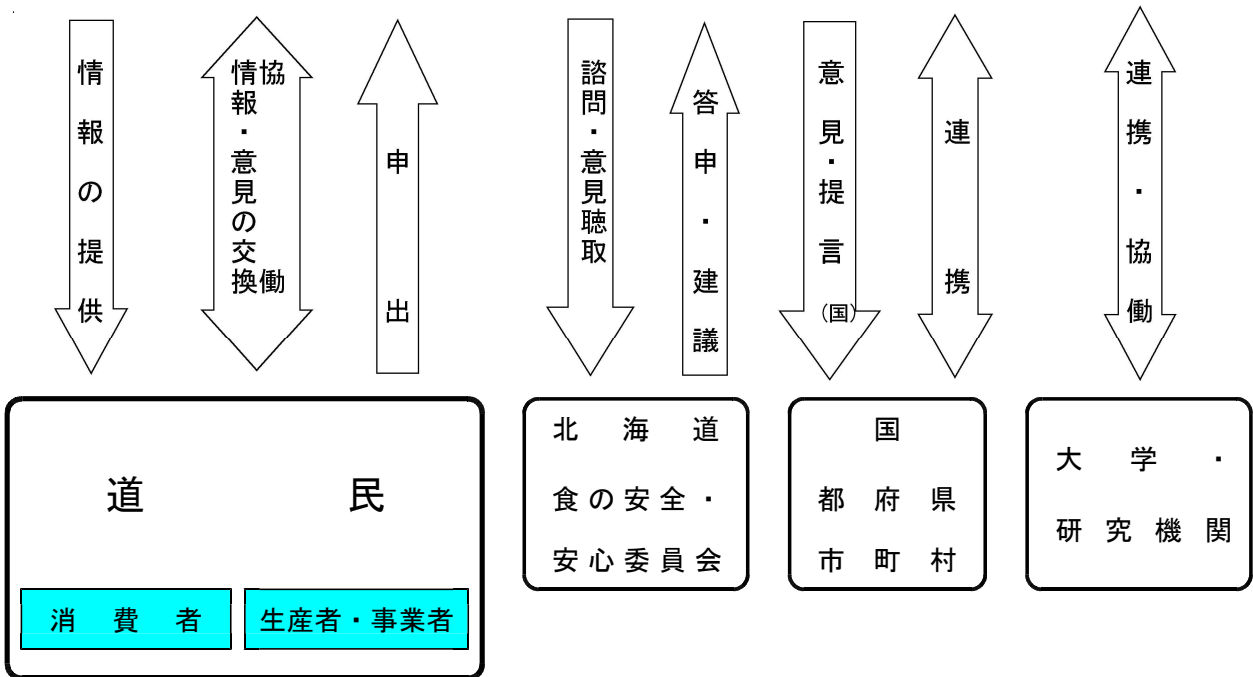 情報の提供
協働
情報・意見の交換
申出
諮問・意見聴取
答申・建議
意見・提言
(国)
連携
連携・協働
道民
消費者
生産者・事業者
北海道
食の安全・
安心委員会
国
都府県
市町村
大学・
研究機関